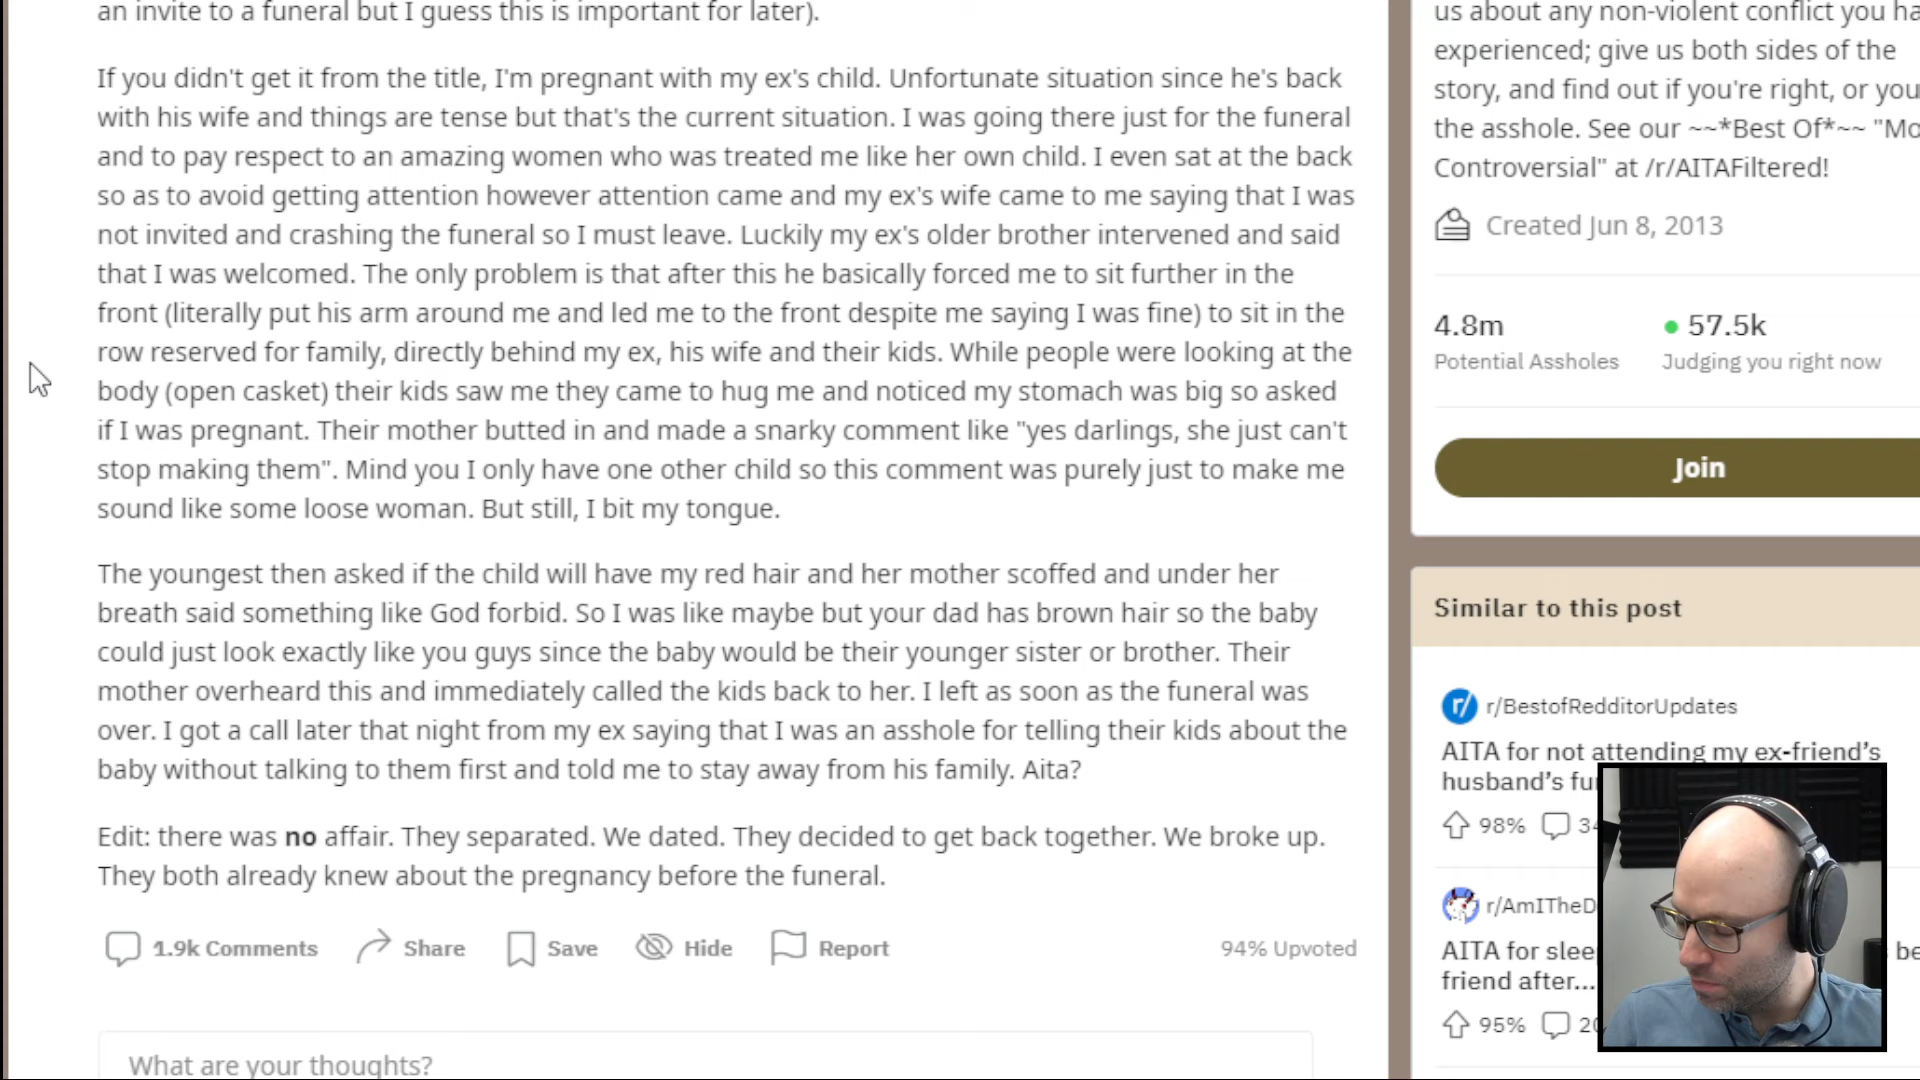 an invite to a funeral but I guess this is important for later).
If you didn't get it from the title, I'm pregnant with my ex's child. Unfortunate situation since he's back
with his wife and things are tense but that's the current situation. I was going there just for the funeral
and to pay respect to an amazing women who was treated me like her own child. I even sat at the back
so as to avoid getting attention however attention came and my ex's wife came to me saying that I was
not invited and crashing the funeral so I must leave. Luckily my ex's older brother intervened and said
that I was welcomed. The only problem is that after this he basically forced me to sit further in the
front (literally put his arm around me and led me to the front despite me saying I was fine) to sit in the
row reserved for family, directly behind my ex, his wife and their kids. While people were looking at the
body (open casket) their kids saw me they came to hug me and noticed my stomach was big so asked
if I was pregnant. Their mother butted in and made a snarky comment like "yes darlings, she just can't
stop making them". Mind you I only have one other child so this comment was purely just to make me
sound like some loose woman. But still, I bit my tongue.
The youngest then asked if the child will have my red hair and her mother scoffed and under her
breath said something like God forbid. So I was like maybe but your dad has brown hair so the baby
could just look exactly like you guys since the baby would be their younger sister or brother. Their
mother overheard this and immediately called the kids back to her. I left as soon as the funeral was
over. I got a call later that night from my ex saying that I was an asshole for telling their kids about the
baby without talking to them first and told me to stay away from his family. Aita?
Edit: there was no affair. They separated. We dated. They decided to get back together. We broke up.
They both already knew about the pregnancy before the funeral.
1.9k Comments Share Save Hide Report 94% Upvoted
What are your thoughts?
us about any non-violent conflict you ha
experienced; give us both sides of the
story, and find out if you're right, or you
the asshole. See our ~~*Best Of*~~ "Mo
Controversial" at /r/AITAFiltered!
Created Jun 8, 2013
4.8m 57.5k
Potential Assholes Judging you right now
Join
Similar to this post
r/ r/BestofRedditorUpdates
AITA for not attending my ex-friend's
husband's fu
98% 34
r/AmITheD
AITA for slee be
friend after...
95% 20